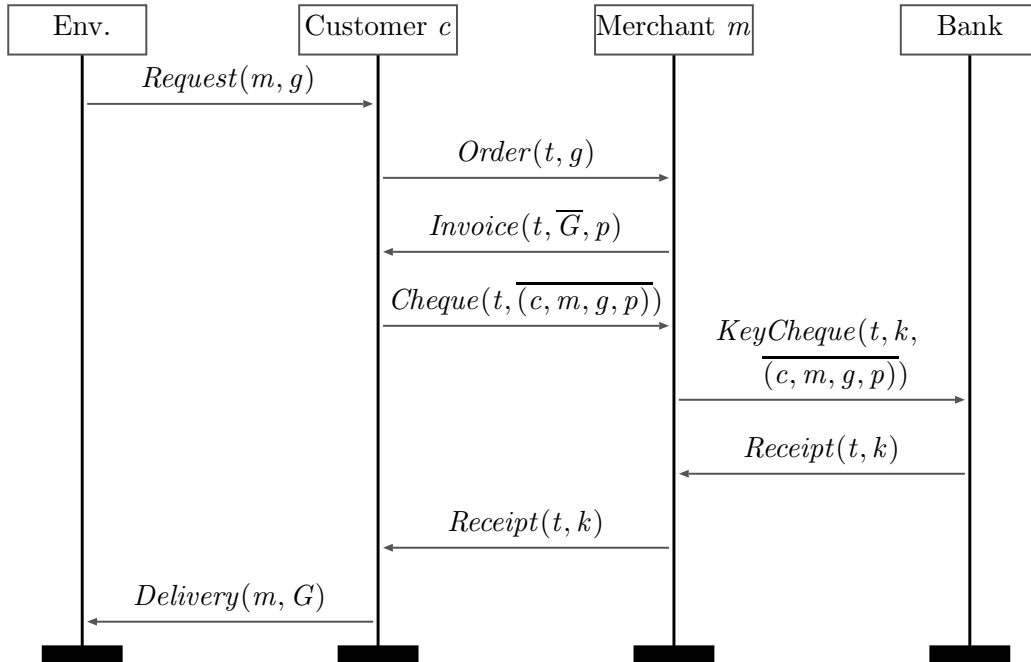 Env.
Customer c
Merchant m
Bank
Request(m, g)
Order(t, g)
Invoice(t, G̅, p)
Cheque(t, (c, m, g, p))
KeyCheque(t, k,
(c, m, g, p))
Receipt(t, k)
Receipt(t, k)
Delivery(m, G)